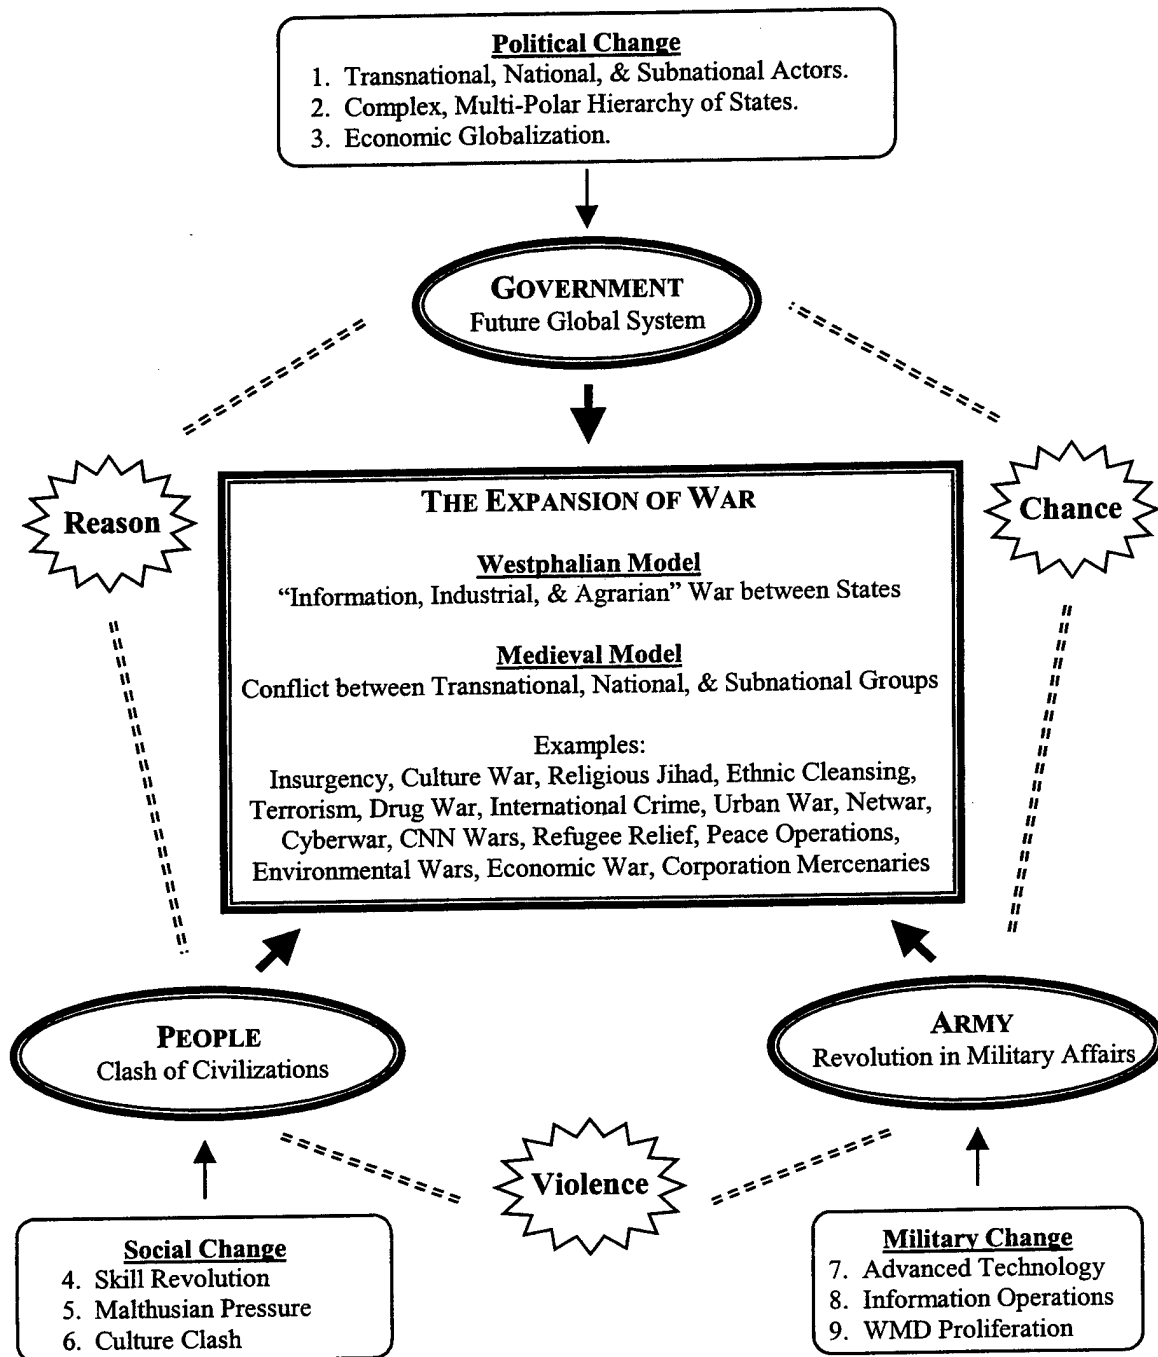 Political Change
1. Transnational, National, & Subnational Actors.
2. Complex, Multi-Polar Hierarchy of States.
3. Economic Globalization.
GOVERNMENT
Future Global System
Reason
Chance
THE EXPANSION OF WAR
Westphalian Model
“Information, Industrial, & Agrarian” War between States
Medieval Model
Conflict between Transnational, National, & Subnational Groups
Examples:
Insurgency, Culture War, Religious Jihad, Ethnic Cleansing,
Terrorism, Drug War, International Crime, Urban War, Netwar,
Cyberwar, CNN Wars, Refugee Relief, Peace Operations,
Environmental Wars, Economic War, Corporation Mercenaries
PEOPLE
Clash of Civilizations
ARMY
Revolution in Military Affairs
Violence
Social Change
4. Skill Revolution
5. Malthusian Pressure
6. Culture Clash
Military Change
7. Advanced Technology
8. Information Operations
9. WMD Proliferation